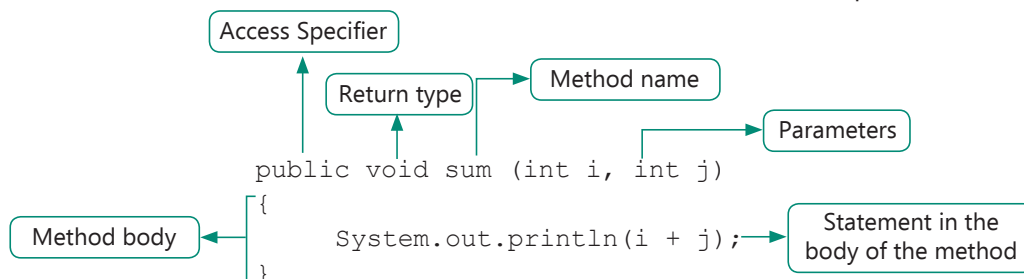 Access Specifier
Return type
Method name
Parameters
public void sum (int i, int j)
{
Method body
System.out.println(i + j);
Statement in the
body of the method
}